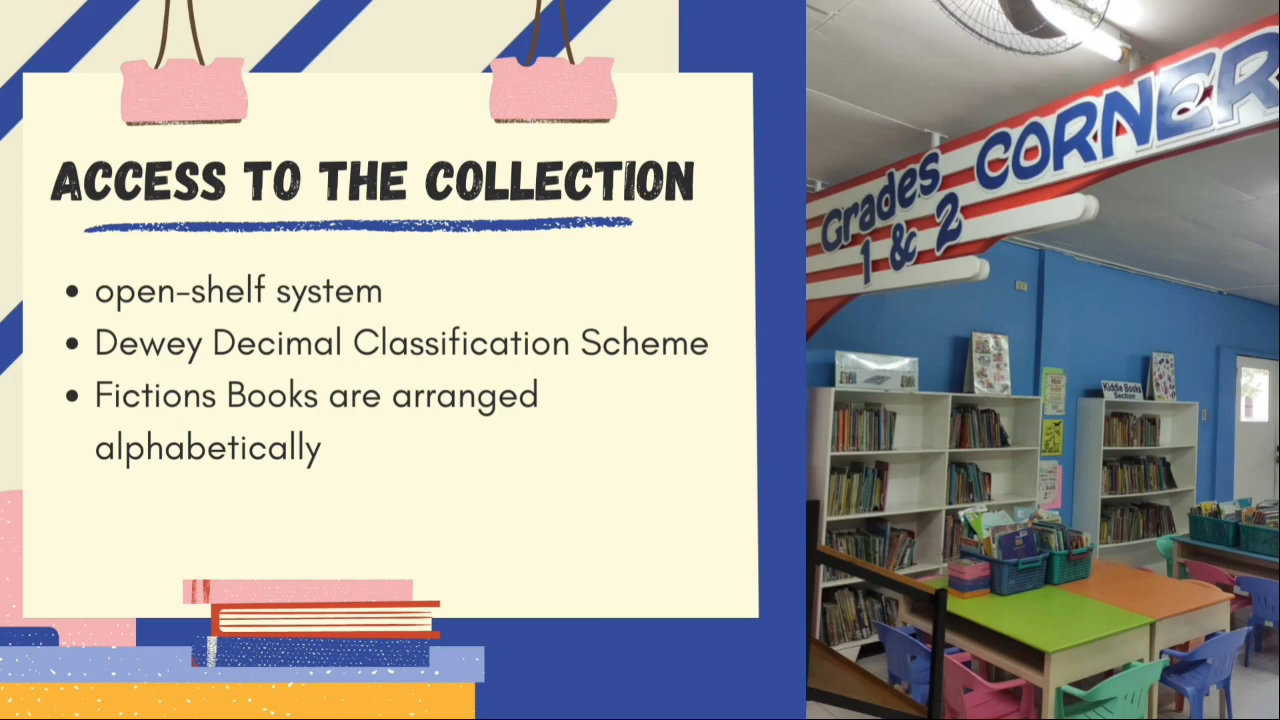 ACCESS TO THE COLLECTION
open-shelf system
Dewey Decimal Classification Scheme
Fictions Books are arranged
alphabetically
Grades CORNER
1 & 2
Kiddie Books
Section